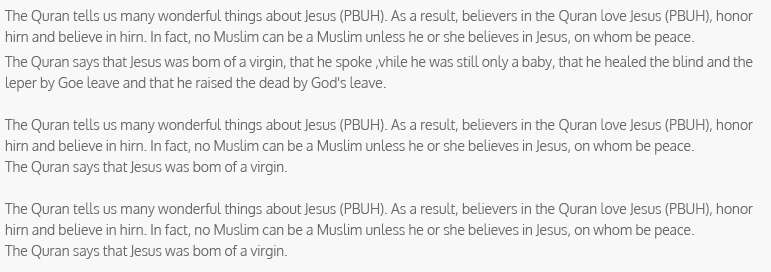 The Quran tells us many wonderful things about Jesus (PBUH). As a result, believers in the Quran love Jesus (PBUH), honor
hirn and believe in hirn. In fact, no Muslim can be a Muslim unless he or she believes in Jesus, on whom be peace.
The Quran says that Jesus was bom of a virgin, that he spoke ,vhile he was still only a baby, that he healed the blind and the
leper by Goe leave and that he raised the dead by God's leave.
The Quran tells us many wonderful things about Jesus (PBUH). As a result, believers in the Quran love Jesus (PBUH), honor
hirn and believe in hirn. In fact, no Muslim can be a Muslim unless he or she believes in Jesus, on whom be peace.
The Quran says that Jesus was bom of a virgin.
The Quran tells us many wonderful things about Jesus (PBUH). As a result, believers in the Quran love Jesus (PBUH), honor
hirn and believe in hirn. In fact, no Muslim can be a Muslim unless he or she believes in Jesus, on whom be peace.
The Quran says that Jesus was bom of a virgin.